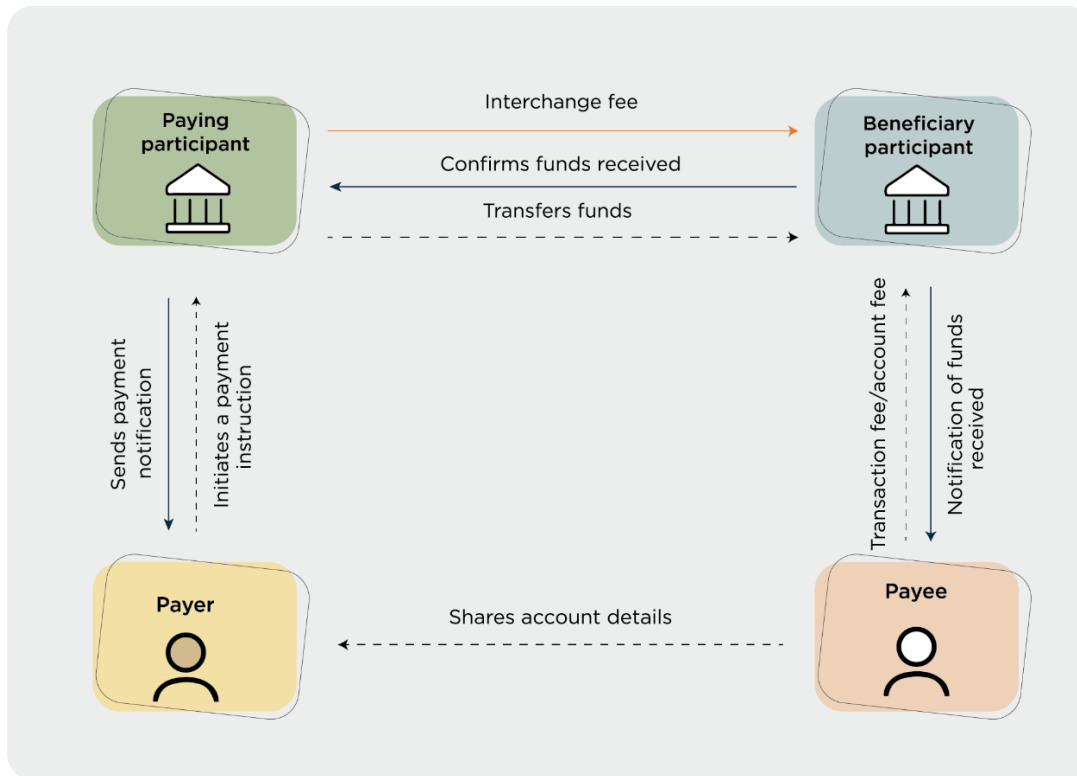 Paying
participant
Interchange fee
Beneficiary
participant
Confirms funds received
Transfers funds
Sends payment
notification
Initiates a payment
instruction
Transaction fee/account fee
Notification of funds
received
Payer
Shares account details
Payee